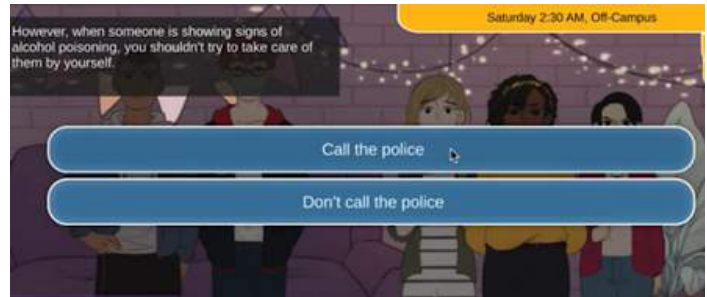 However, when someone is showing signs of
alcohol poisoning, you shouldn't try to take care of
them by yourself.
Saturday 2:30 AM, Off-Campus
Call the police
Don't call the police